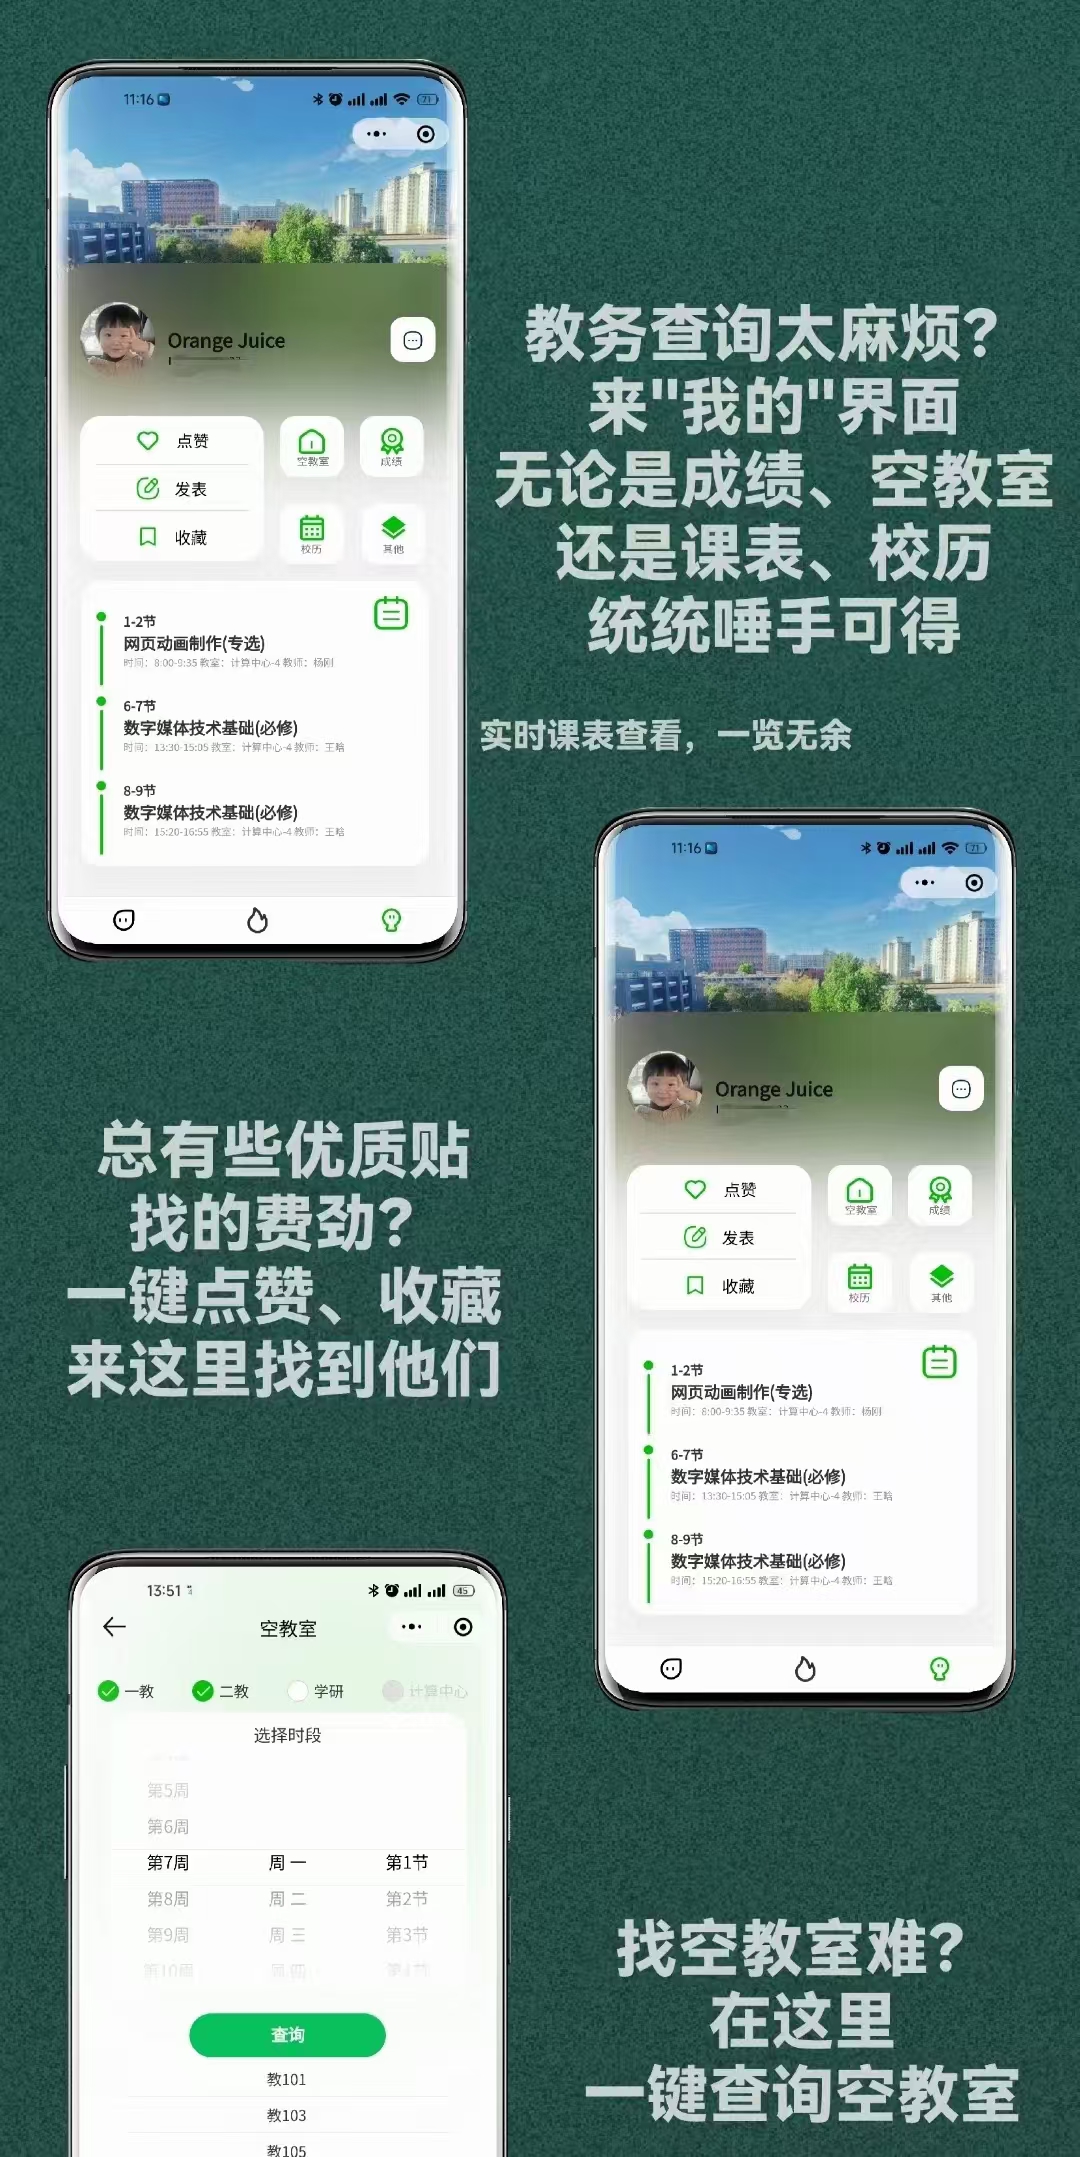 11:16
71
教务查询太麻烦?
来"我的"界面
无论是成绩、空教室
还是课表、校历
统统唾手可得
Orange Juice
点赞
发表
收藏
空教室
成绩
校历
其他
1-2节
网页动画制作(专选)
时间：8:00-9:35 教室：计算中心-4 教师：杨刚
6-7节
数字媒体技术基础(必修)
时间：13:30-15:05 教室：计算中心-4 教师：王晗
8-9节
数字媒体技术基础(必修)
时间：15:20-16:55 教室：计算中心-4 教师：王晗
实时课表查看，一览无余
11:16
71
Orange Juice
点赞
发表
收藏
空教室
成绩
校历
其他
1-2节
网页动画制作(专选)
时间：8:00-9:35 教室：计算中心-4 教师：杨刚
6-7节
数字媒体技术基础(必修)
时间：13:30-15:05 教室：计算中心-4 教师：王晗
8-9节
数字媒体技术基础(必修)
时间：15:20-16:55 教室：计算中心-4 教师：王晗
总有些优质贴
找的费劲?
一键点赞、收藏
来这里找到他们
13:51
45
空教室
一教 二教 学研 计算中心
选择时段
第5周
第6周
第7周 周一 第1节
第8周 周二 第2节
第9周 周三 第3节
第10周 周四 第4节
查询
教101
教103
教105
找空教室难?
在这里
一键查询空教室